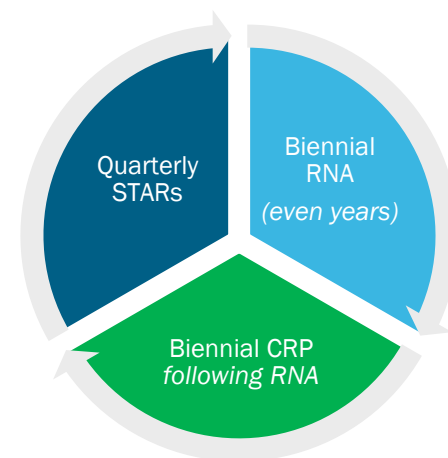 Quarterly
STARs
Biennial
RNA
(even years)
Biennial CRP
following RNA